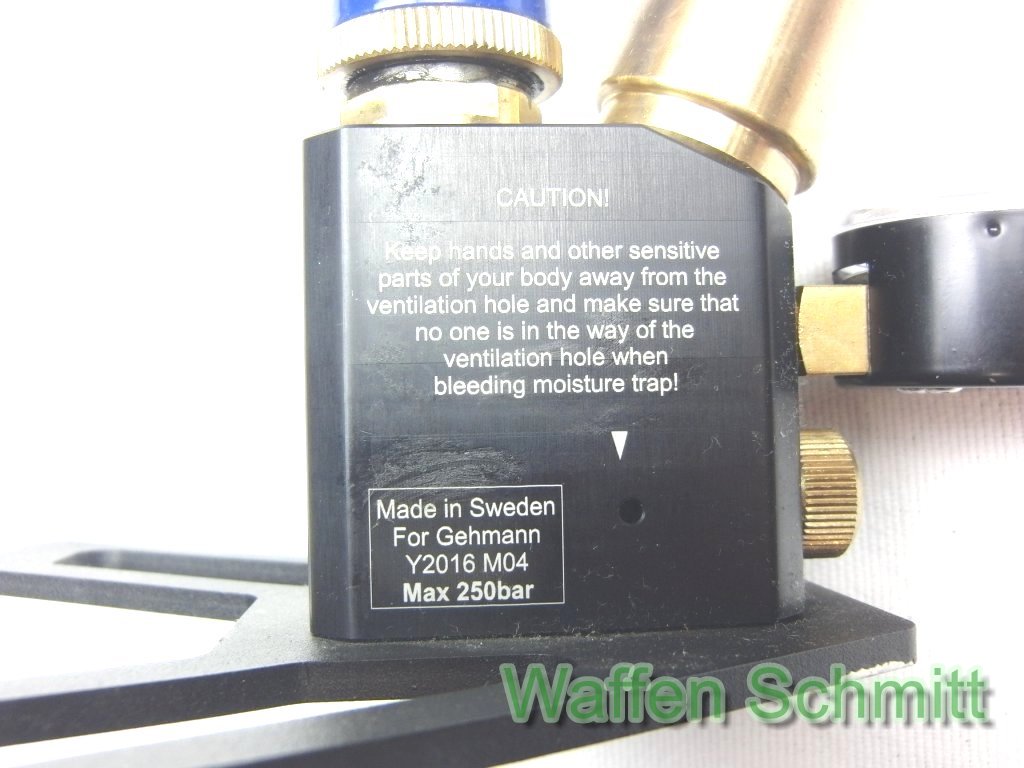 CAUTION!
Keep hands and other sensitive
parts of your body away from the
ventilation hole and make sure that
no one is in the way of the
ventilation hole when
bleeding moisture trap!
Made in Sweden
For Gehmann
Y2016 M04
Max 250bar
Waffen Schmitt